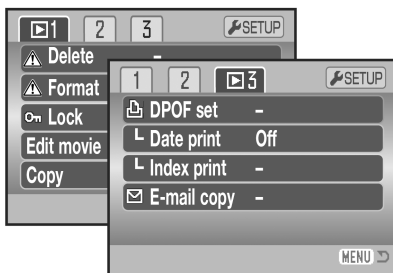 1 2 3 SETUP
Delete –
Format
Lock
Edit movie
Copy
1 2 3 SETUP
DPOF set –
Date print Off
Index print –
E-mail copy –
MENU